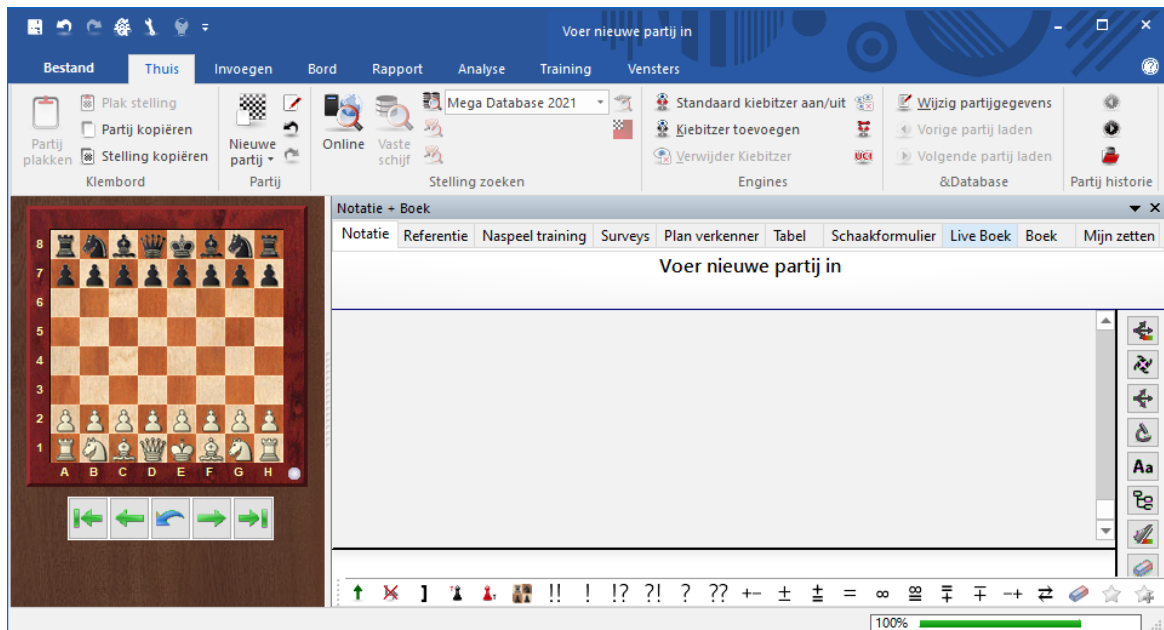 Voer nieuwe partij in
Bestand Thuis Invoegen Bord Rapport Analyse Training Vensters
Partij plakken
Plak stelling
Partij kopiëren
Stelling kopiëren
Klembord
Nieuwe partij
Partij
Online
Vaste schijf
Mega Database 2021
Stelling zoeken
Standaard kiebitzer aan/uit
Kiebitzer toevoegen
Verwijder Kiebitzer
UCI
Engines
Wijzig partijgegevens
Vorige partij laden
Volgende partij laden
&Database
Partij historie
Notatie + Boek
Notatie Referentie Naspeel training Surveys Plan verkenner Tabel Schaakformulier Live Boek Boek Mijn zetten
Voer nieuwe partij in
8
7
6
5
4
3
2
1
A B C D E F G H
Aa
] !! ! !? ?! ? ?? +− ± ⩲ = ∞ ⩱ ∓ −+ ⇄
100%